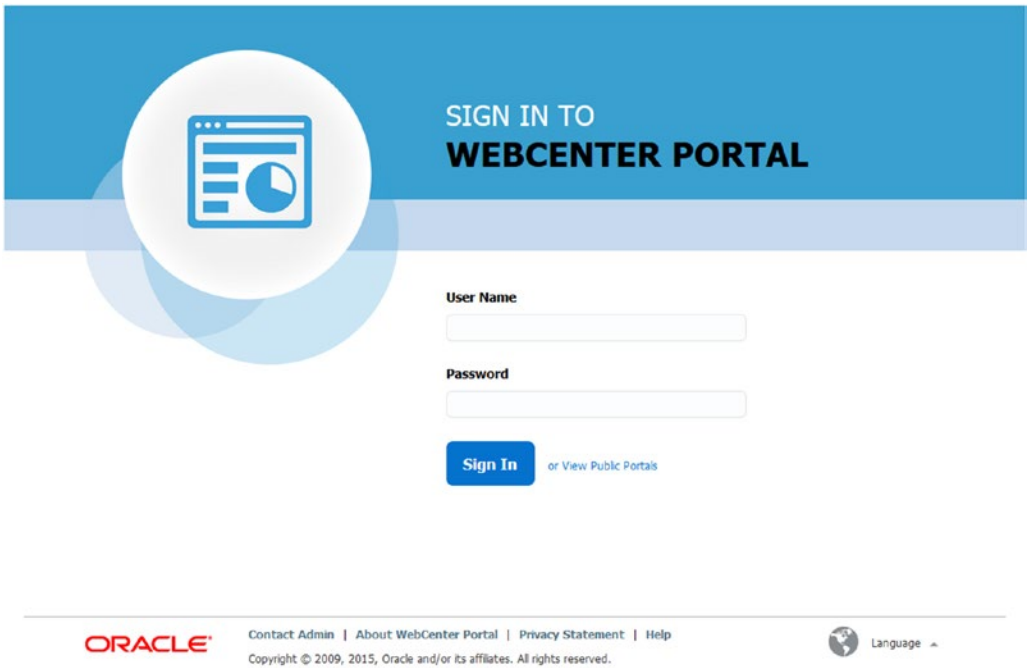 SIGN IN TO
WEBCENTER PORTAL
User Name
Password
Sign In or View Public Portals
ORACLE®
Contact Admin | About WebCenter Portal | Privacy Statement | Help
Copyright © 2009, 2015, Oracle and/or its affiliates. All rights reserved.
Language